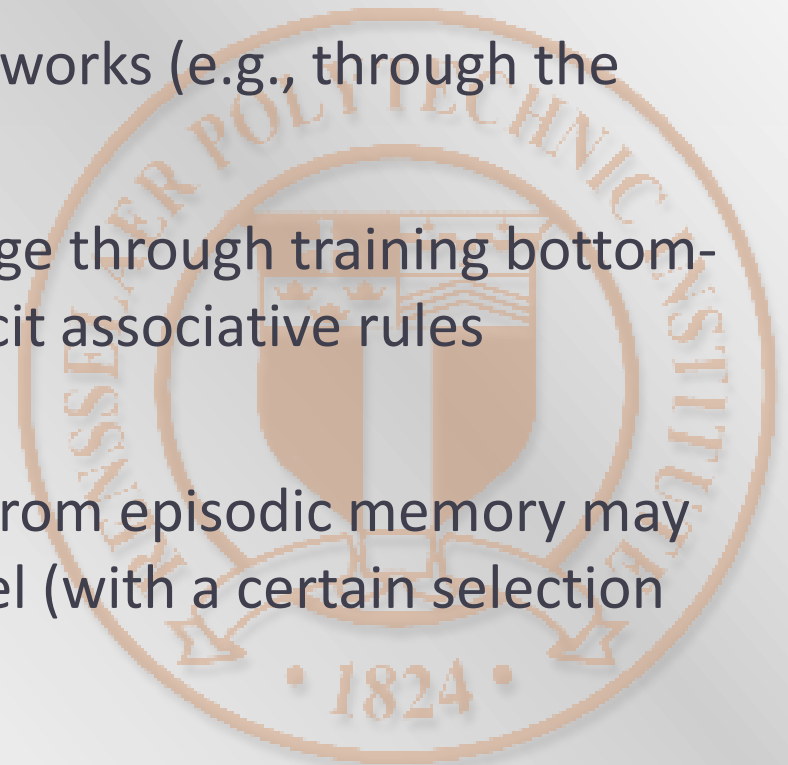 works (e.g., through the
ge through training bottom-
cit associative rules
from episodic memory may
el (with a certain selection
RENSSELAER POLYTECHNIC INSTITUTE
• 1824 •